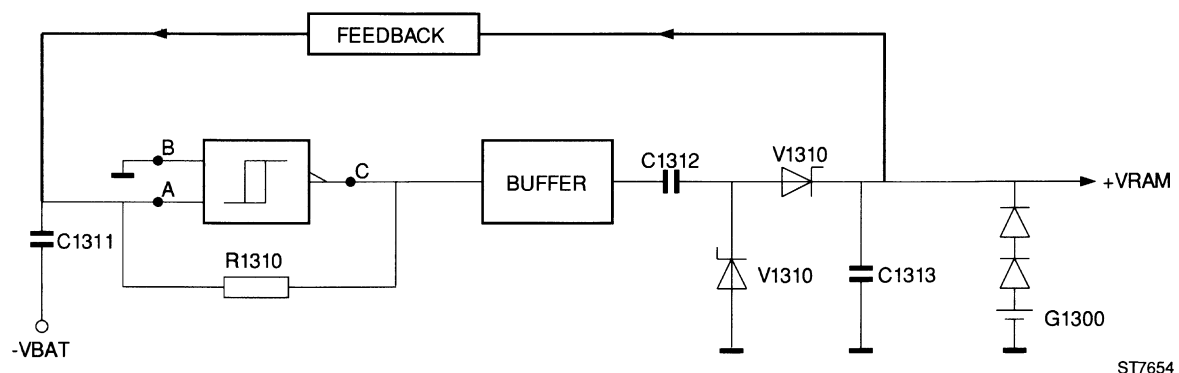 FEEDBACK
B
A
C
BUFFER
C1312
V1310
+VRAM
C1311
R1310
V1310
C1313
G1300
-VBAT
ST7654